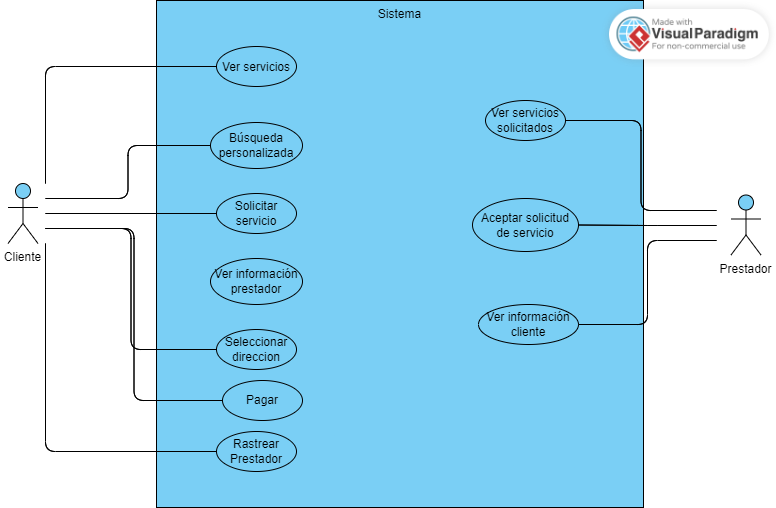 Sistema
Made with
Visual Paradigm
For non-commercial use
Ver servicios
Ver servicios
solicitados
Búsqueda
personalizada
Solicitar
servicio
Aceptar solicitud
de servicio
Cliente
Prestador
Ver información
prestador
Ver información
cliente
Seleccionar
direccion
Pagar
Rastrear
Prestador